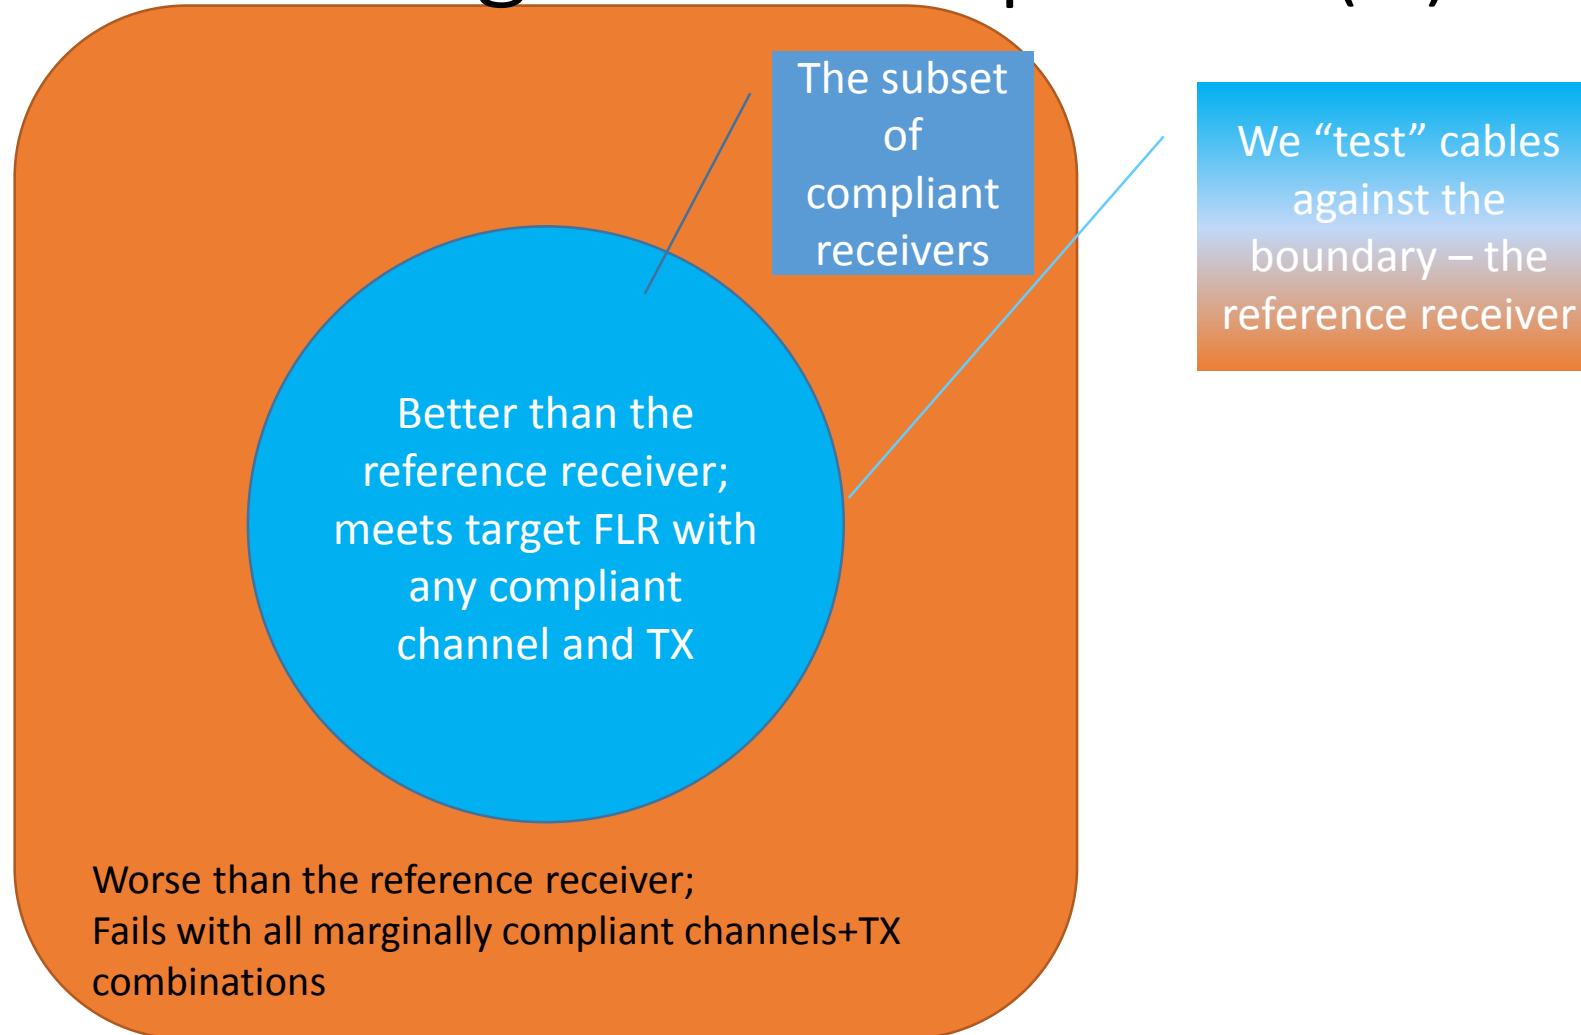 The subset
of
compliant
receivers
We “test” cables
against the
boundary – the
reference receiver
Better than the
reference receiver;
meets target FLR with
any compliant
channel and TX
Worse than the reference receiver;
Fails with all marginally compliant channels+TX
combinations